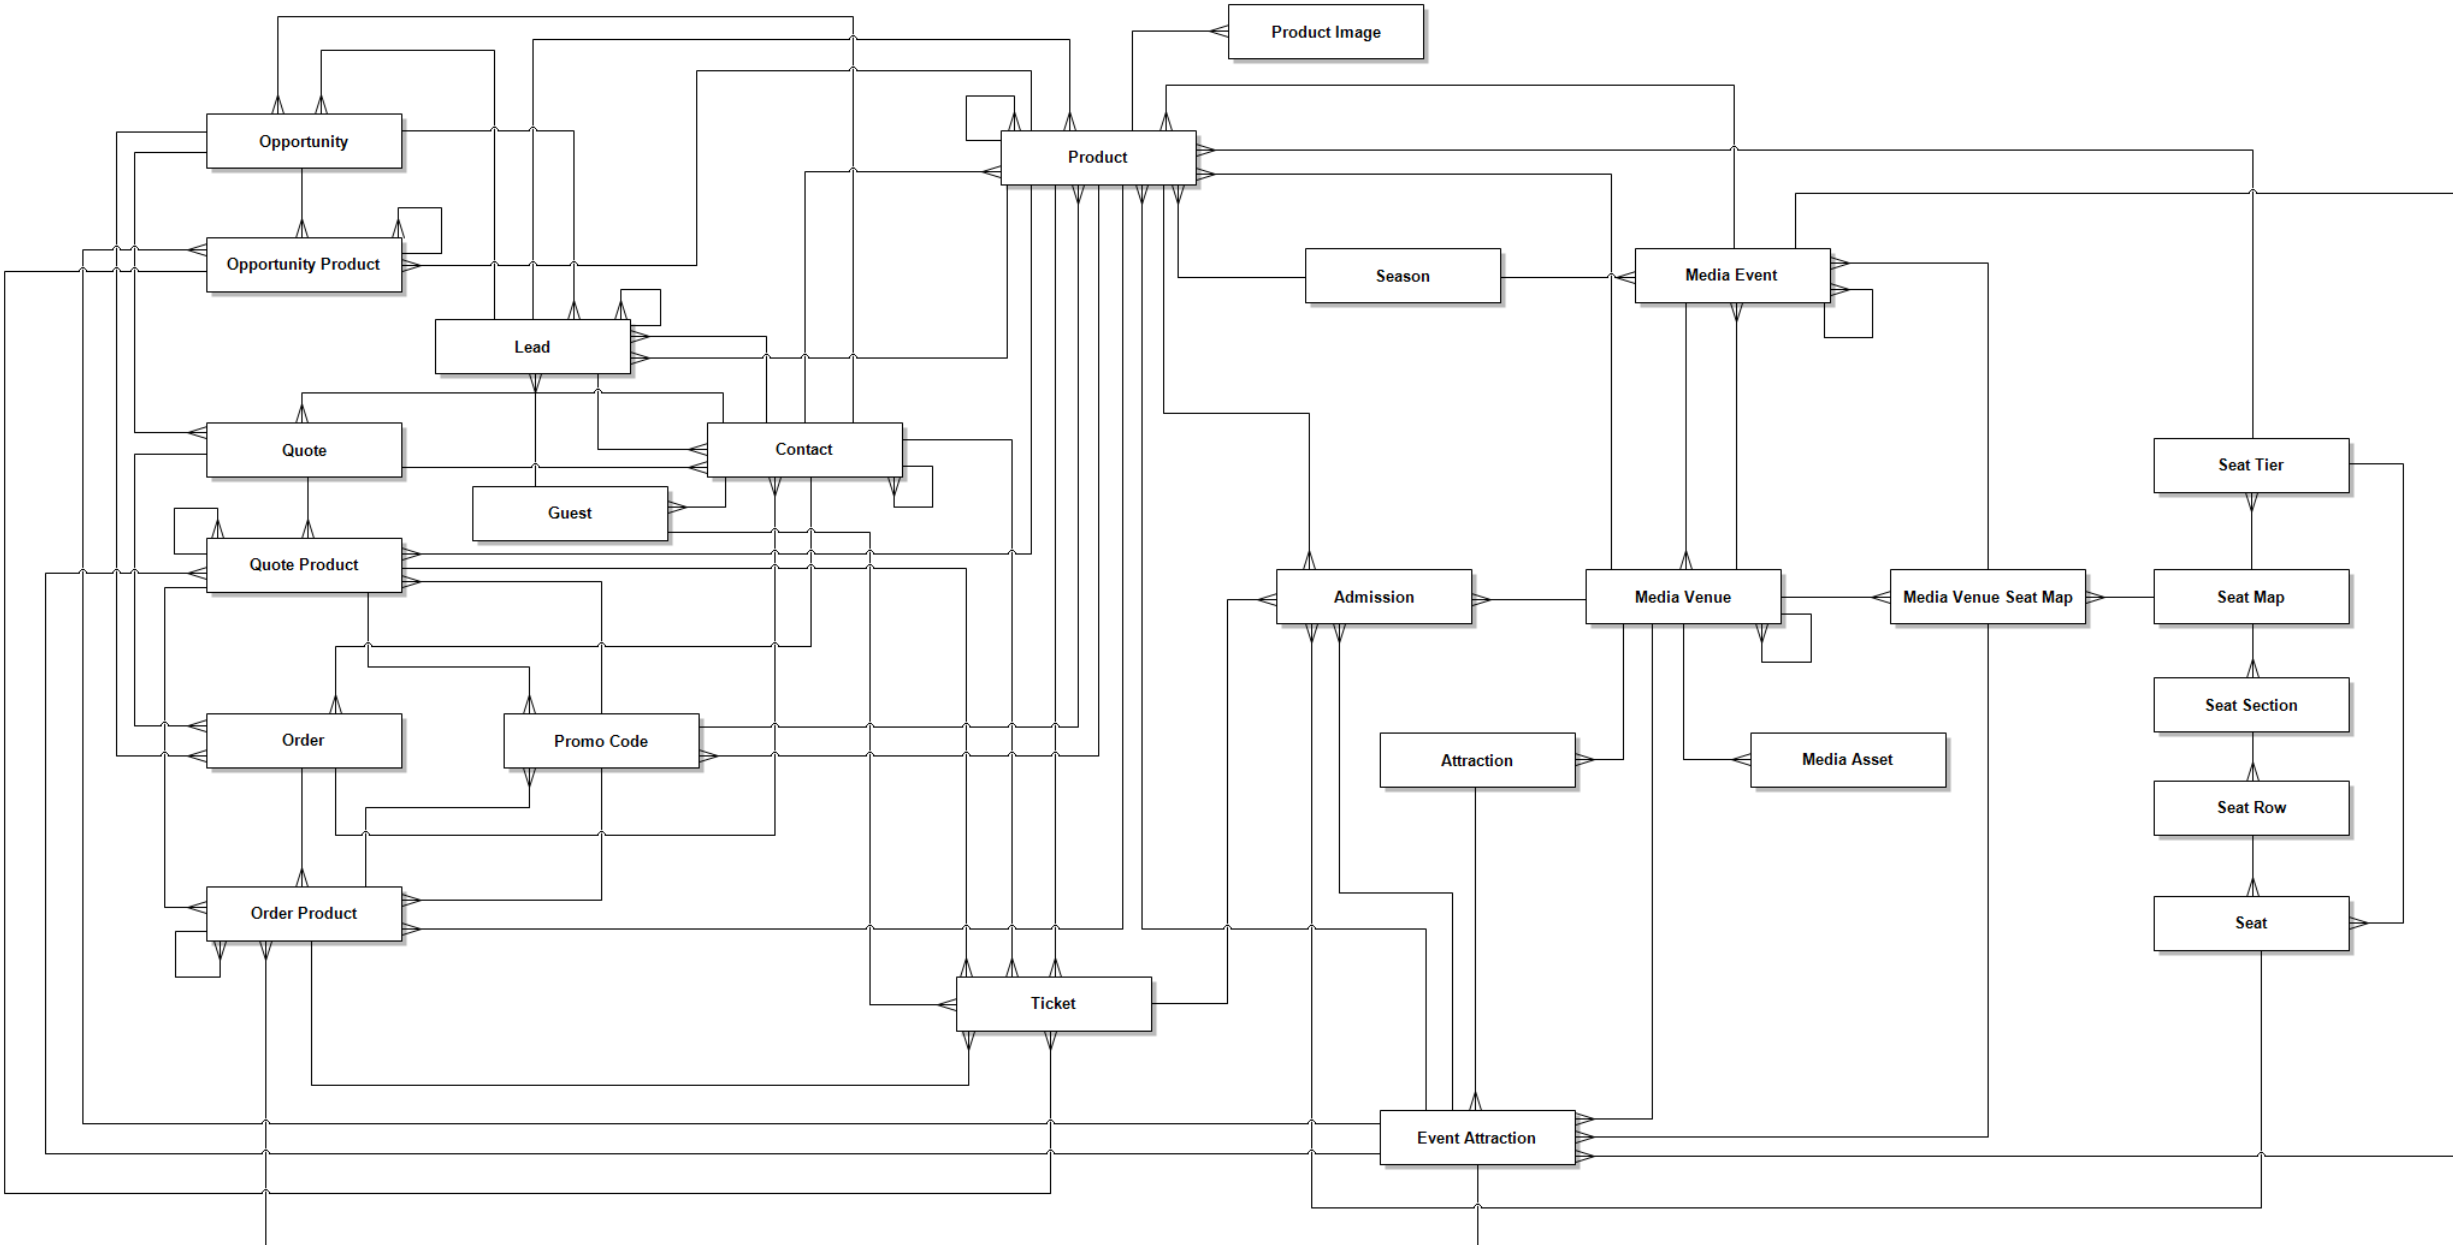 Product Image
Opportunity
Product
Opportunity Product
Season
Media Event
Lead
Quote
Contact
Seat Tier
Guest
Quote Product
Admission
Media Venue
Media Venue Seat Map
Seat Map
Seat Section
Order
Promo Code
Attraction
Media Asset
Seat Row
Order Product
Seat
Ticket
Event Attraction